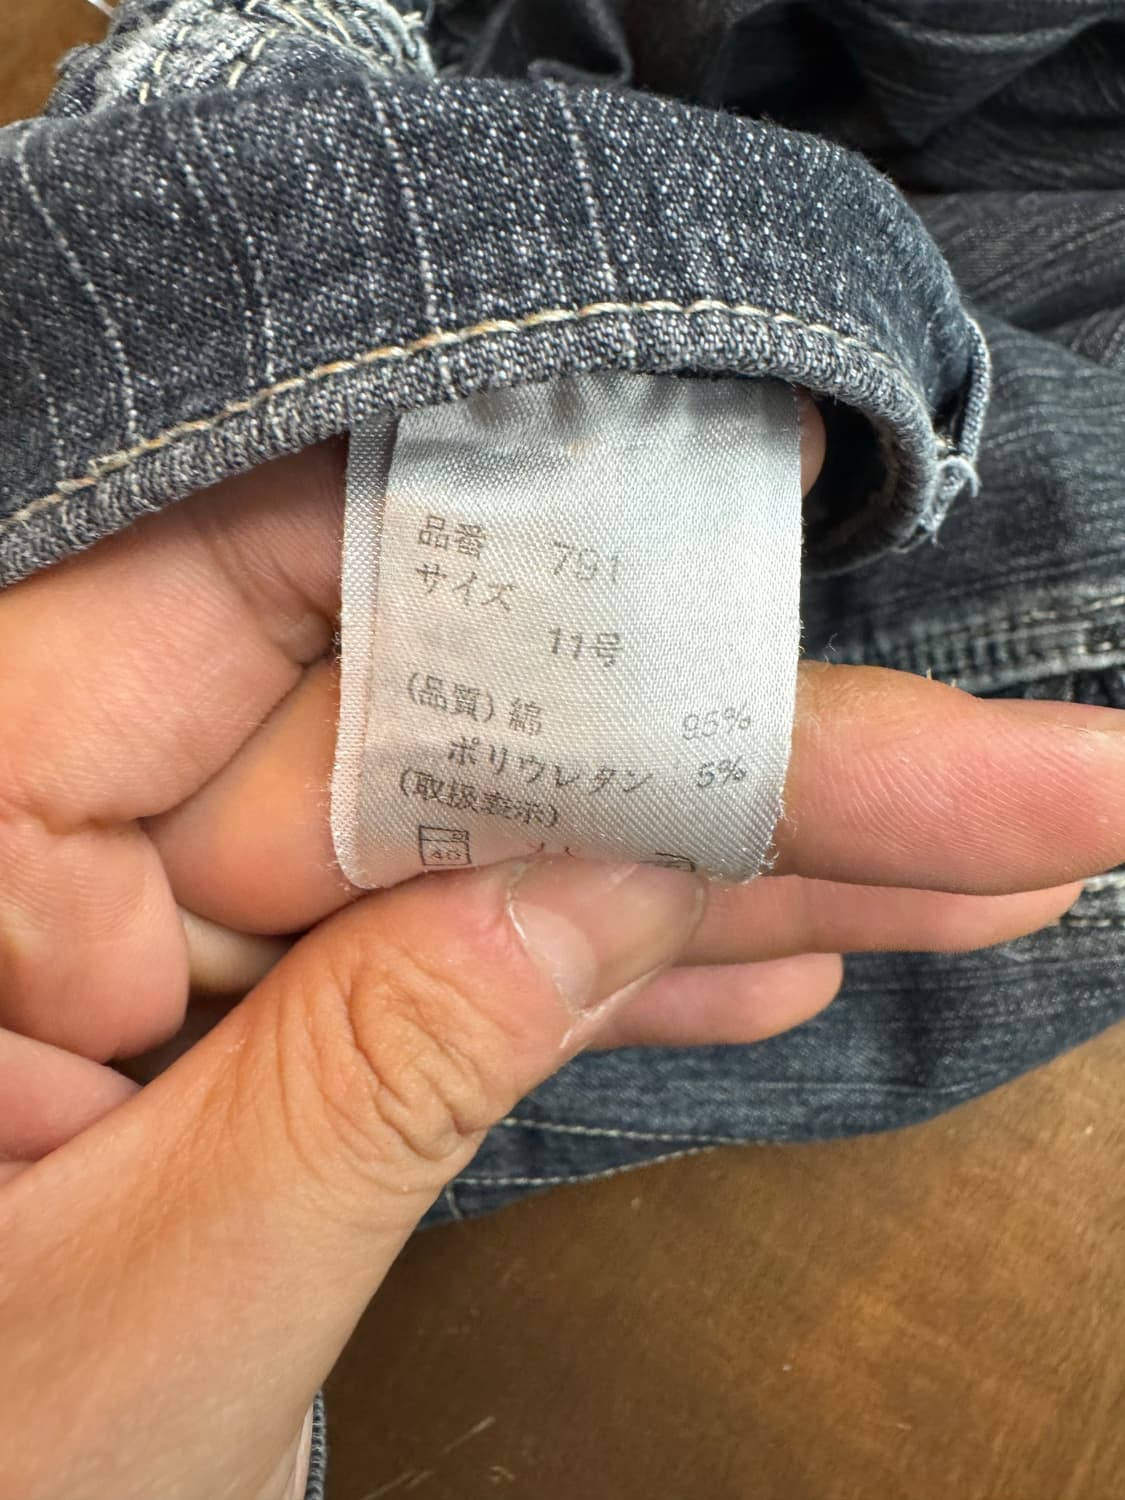 品番 791
サイズ
11号
(品質) 綿 95%
ポリウレタン 5%
(取扱表示)
40